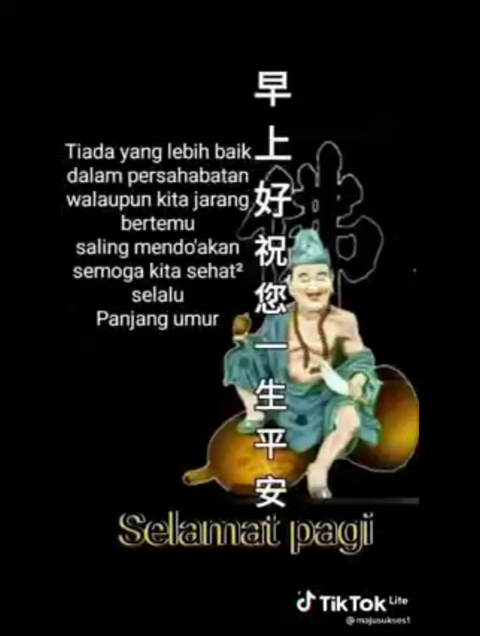 早上好祝您一生平安
佛
Tiada yang lebih baik
dalam persahabatan
walaupun kita jarang
bertemu
saling mendo'akan
semoga kita sehat²
selalu
Panjang umur
Selamat pagi
TikTok Lite
@majusukses1